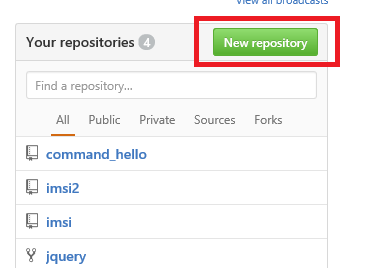 View all broadcasts
Your repositories 4 New repository
Find a repository...
All Public Private Sources Forks
command_hello
imsi2
imsi
jquery